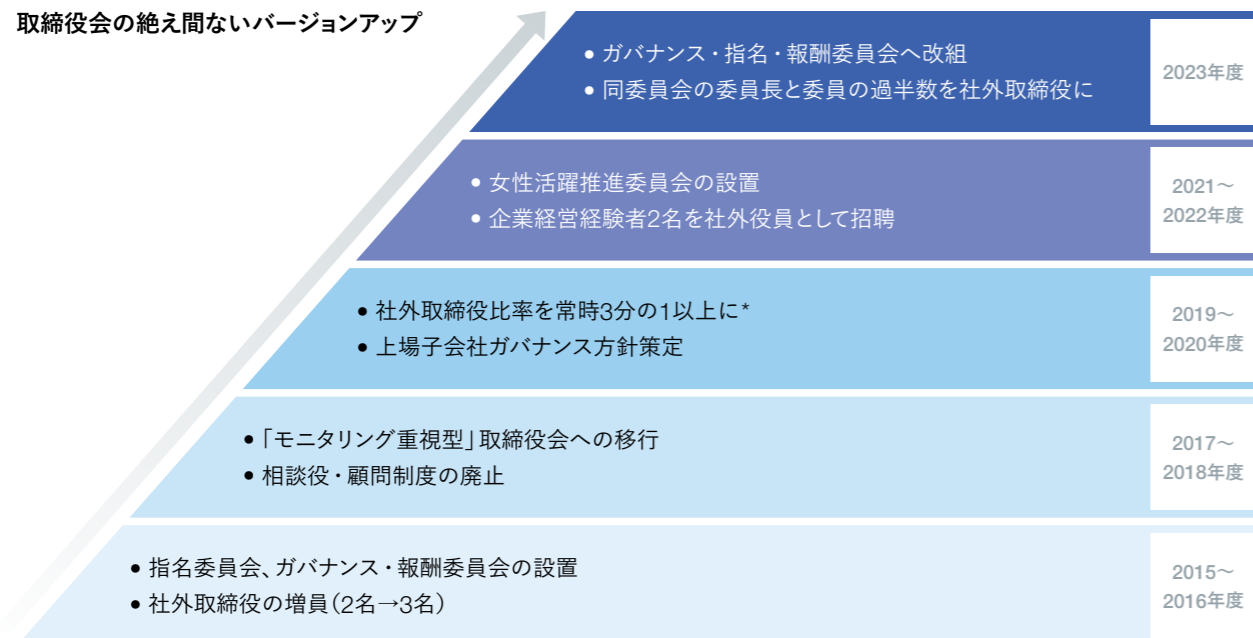 取締役会の絶え間ないバージョンアップ
• ガバナンス・指名・報酬委員会へ改組
• 同委員会の委員長と委員の過半数を社外取締役に
2023年度
• 女性活躍推進委員会の設置
• 企業経営経験者2名を社外役員として招聘
2021〜
2022年度
• 社外取締役比率を常時3分の1以上に*
• 上場子会社ガバナンス方針策定
2019〜
2020年度
• 「モニタリング重視型」取締役会への移行
• 相談役・顧問制度の廃止
2017〜
2018年度
• 指名委員会、ガバナンス・報酬委員会の設置
• 社外取締役の増員（2名→3名）
2015〜
2016年度